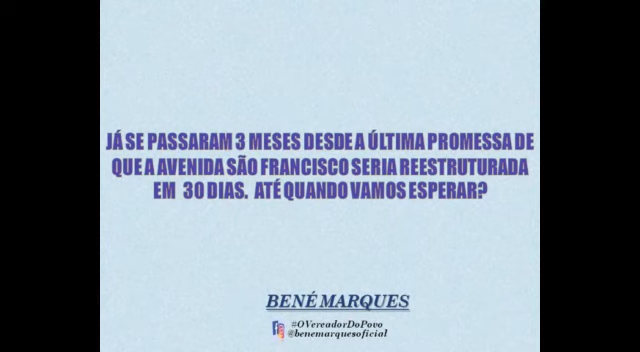 JÁ SE PASSARAM 3 MESES DESDE A ÚLTIMA PROMESSA DE
QUE A AVENIDA SÃO FRANCISCO SERIA REESTRUTURADA
EM 30 DIAS. ATÉ QUANDO VAMOS ESPERAR?
BENÉ MARQUES
#OVereadorDoPovo
@benemarquesoficial